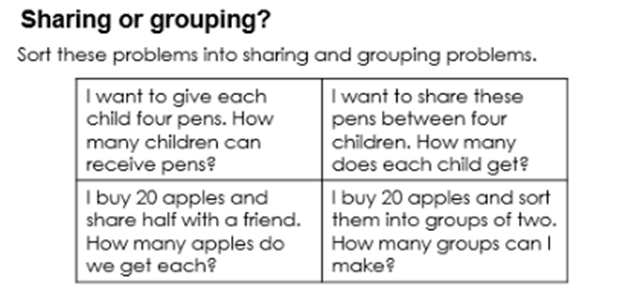 Sharing or grouping?
Sort these problems into sharing and grouping problems.
I want to give each
child four pens. How
many children can
receive pens?
I want to share these
pens between four
children. How many
does each child get?
I buy 20 apples and
share half with a friend.
How many apples do
we get each?
I buy 20 apples and sort
them into groups of two.
How many groups can I
make?